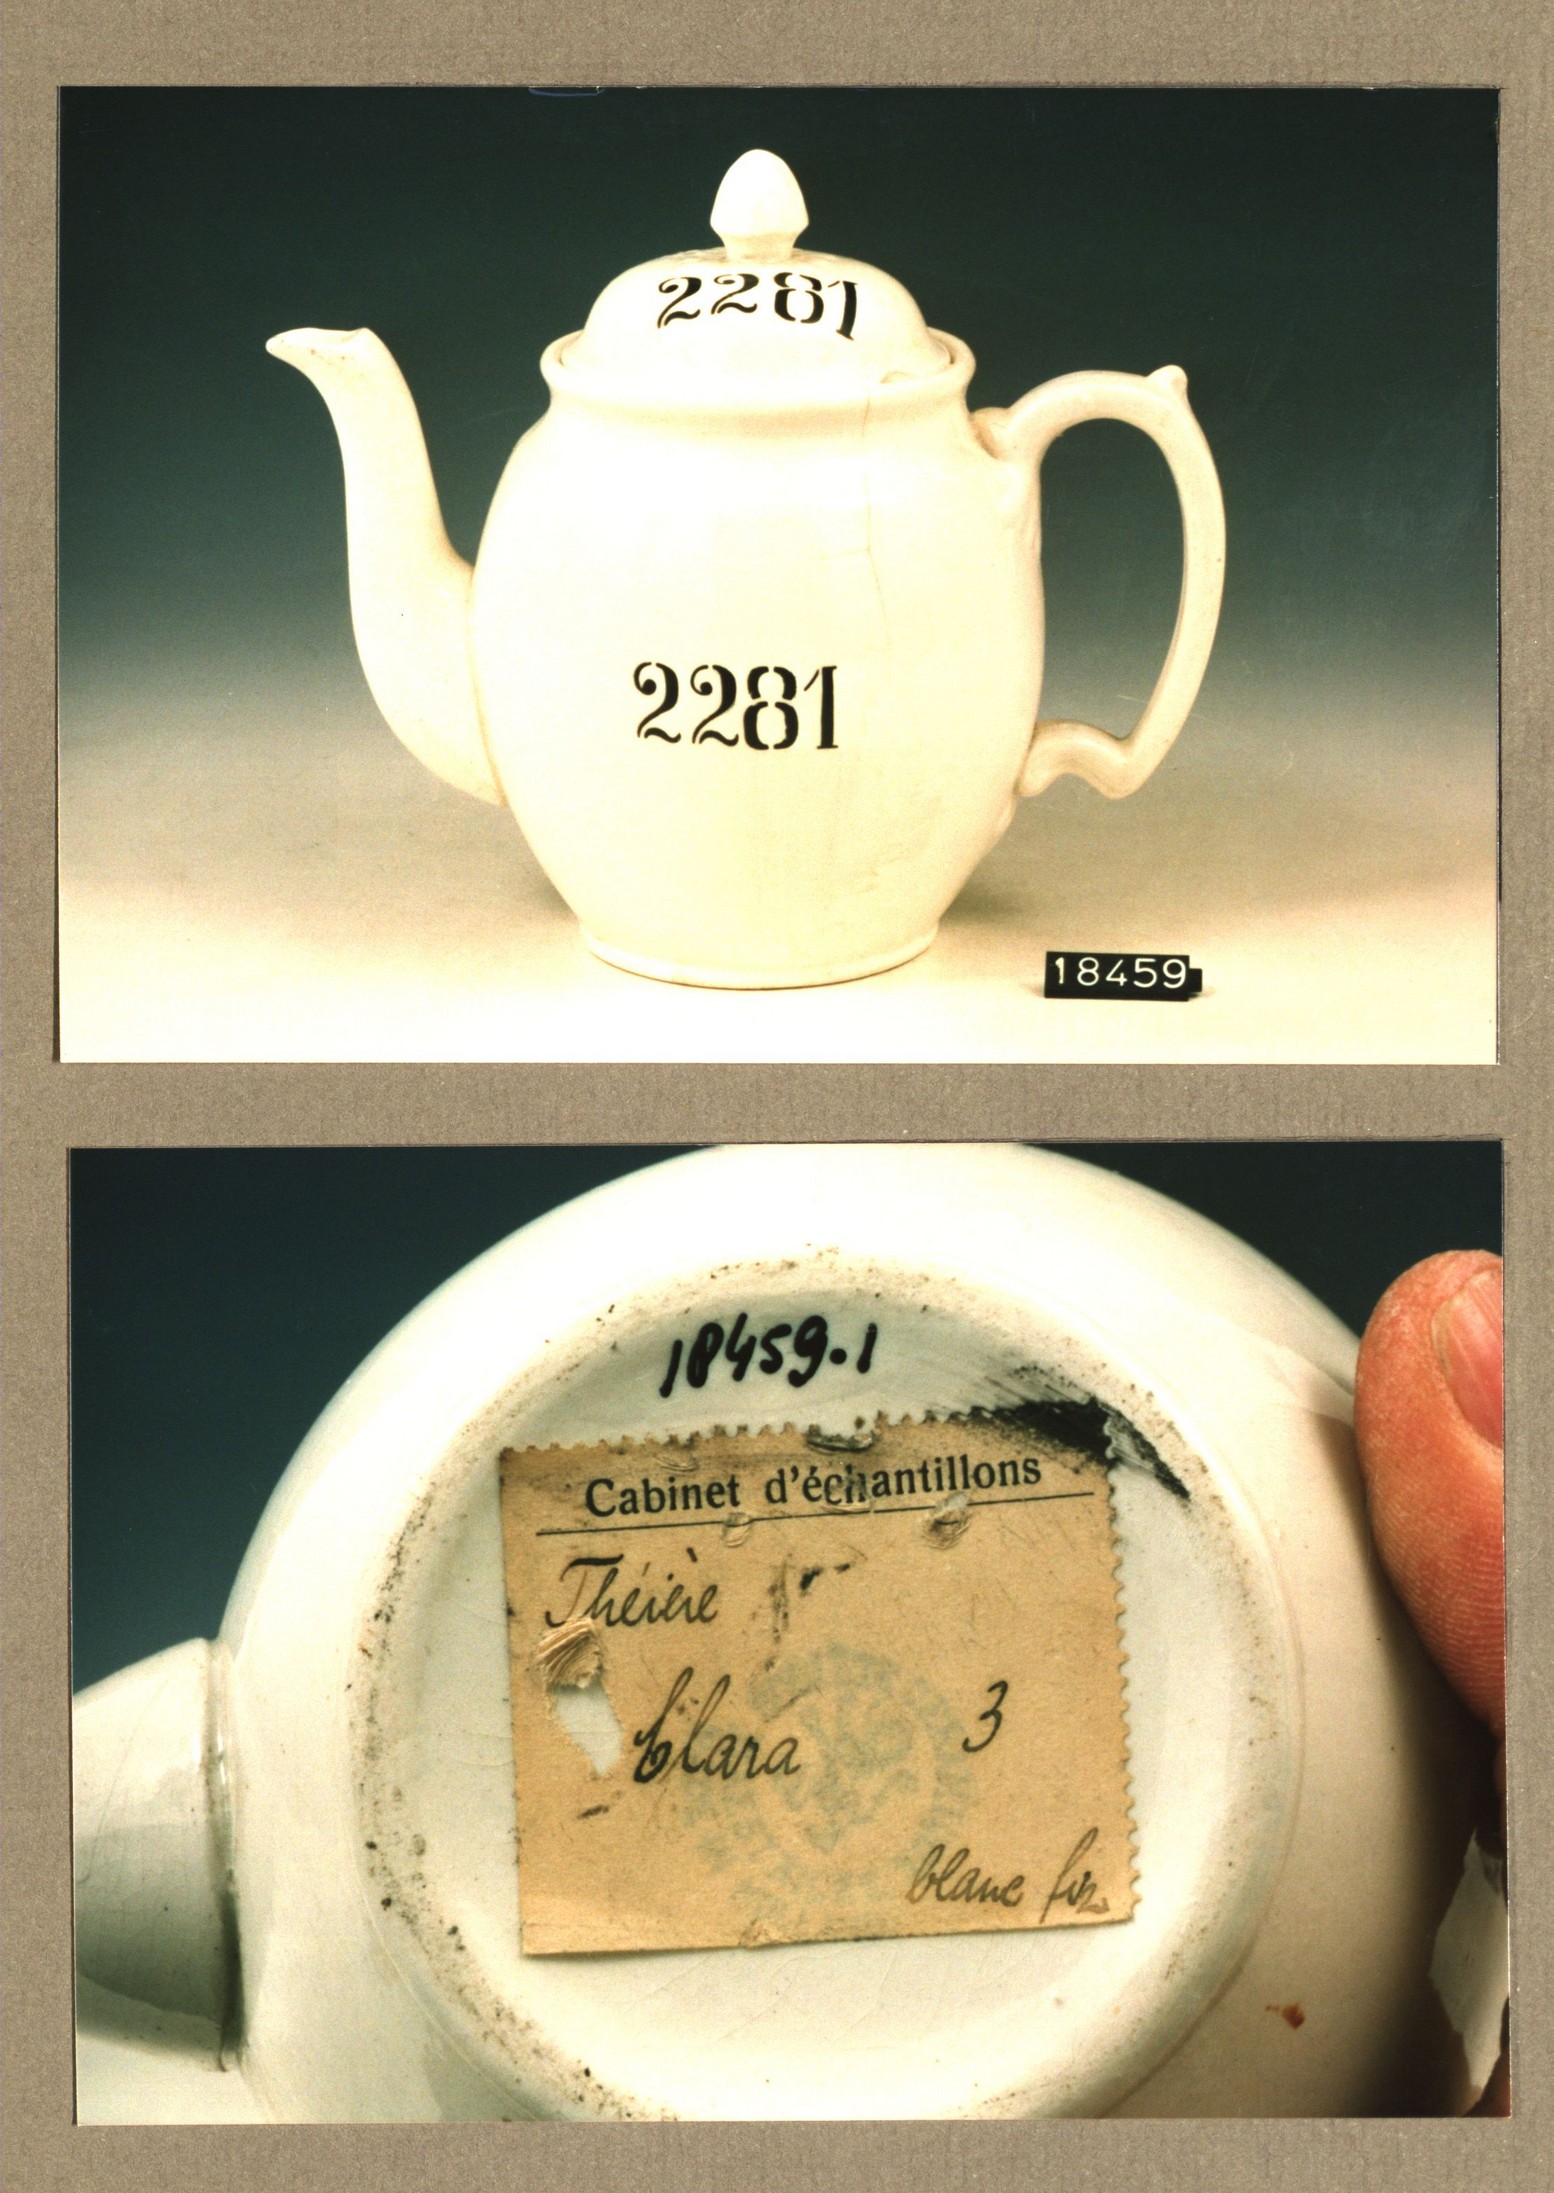 2281
2281
18459
18459.1
Cabinet d'échantillons
Théière
Clara 3
blanc